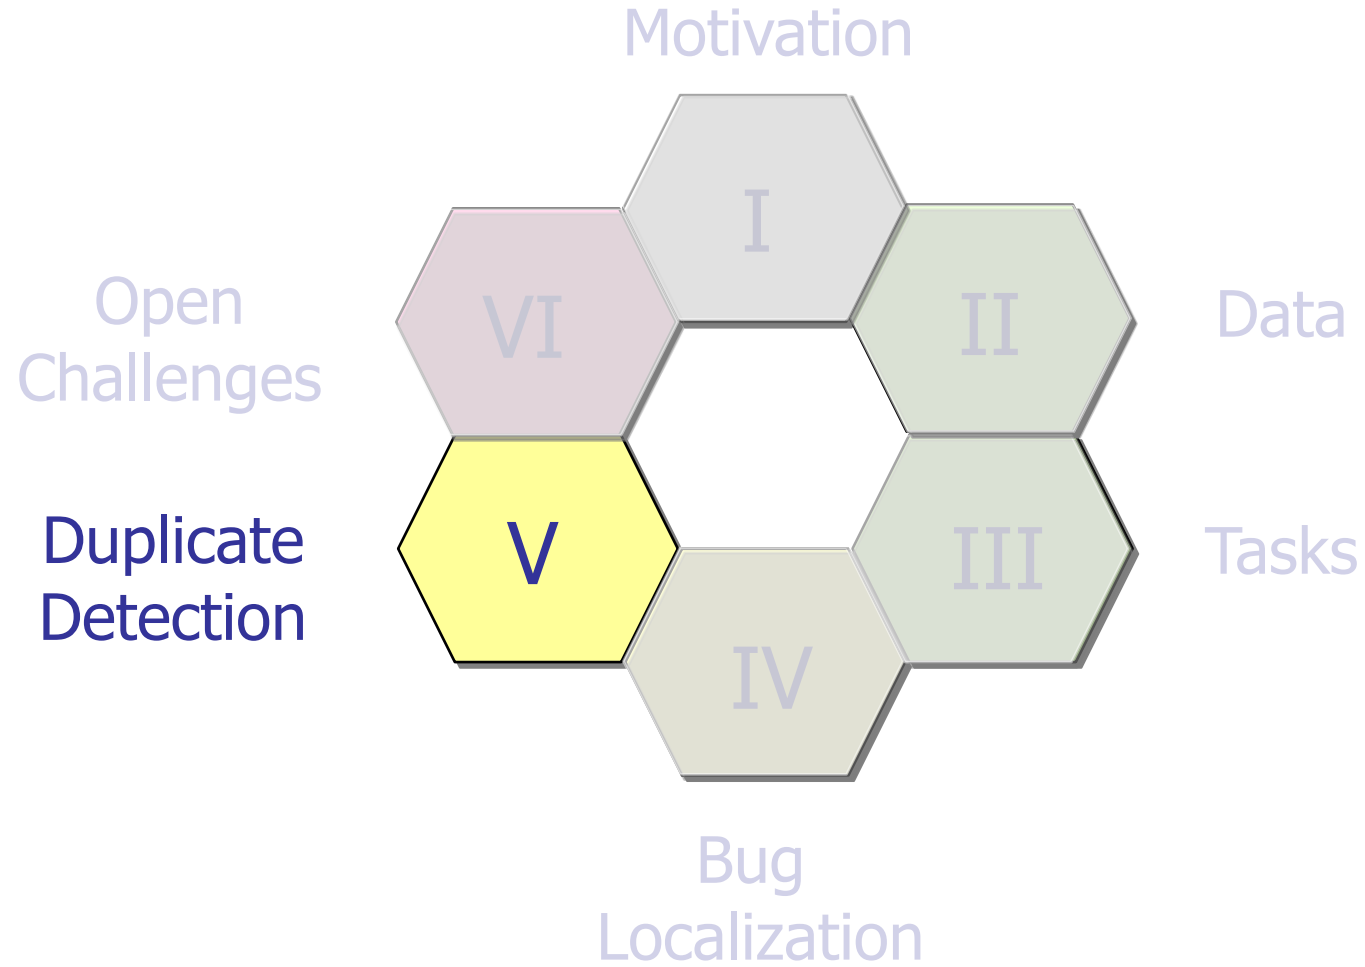 Motivation
I
II
Data
III
Tasks
IV
Bug
Localization
V
Duplicate
Detection
VI
Open
Challenges